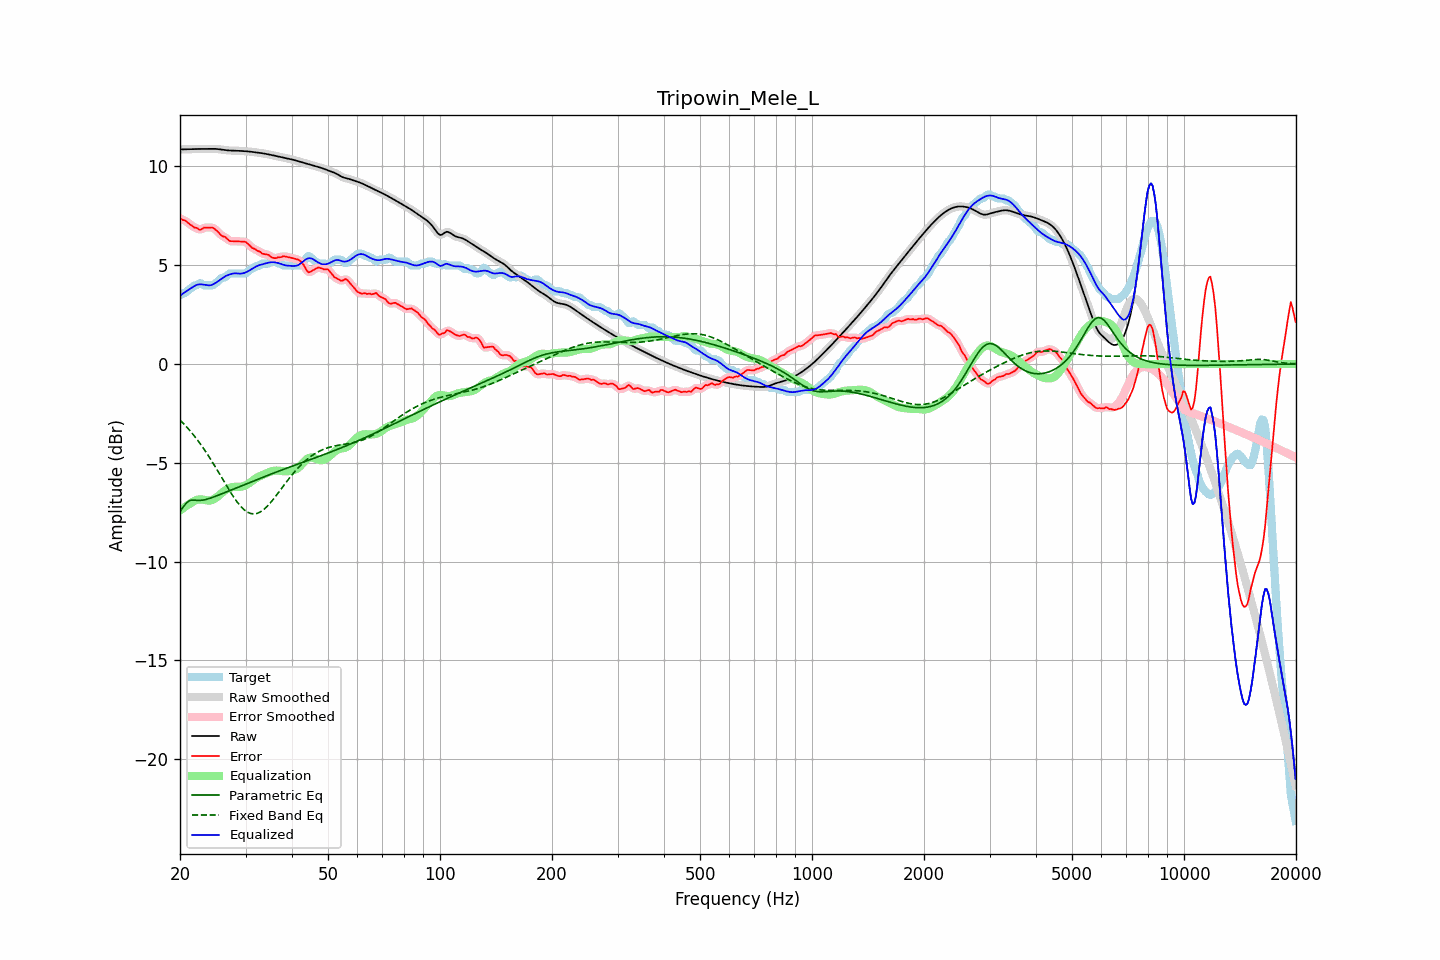 Tripowin_Mele_L
Amplitude (dBr)
10
5
0
−5
−10
−15
−20
Target
Raw Smoothed
Error Smoothed
Raw
Error
Equalization
Parametric Eq
Fixed Band Eq
Equalized
20 50 100 200 500 1000 2000 5000 10000 20000
Frequency (Hz)